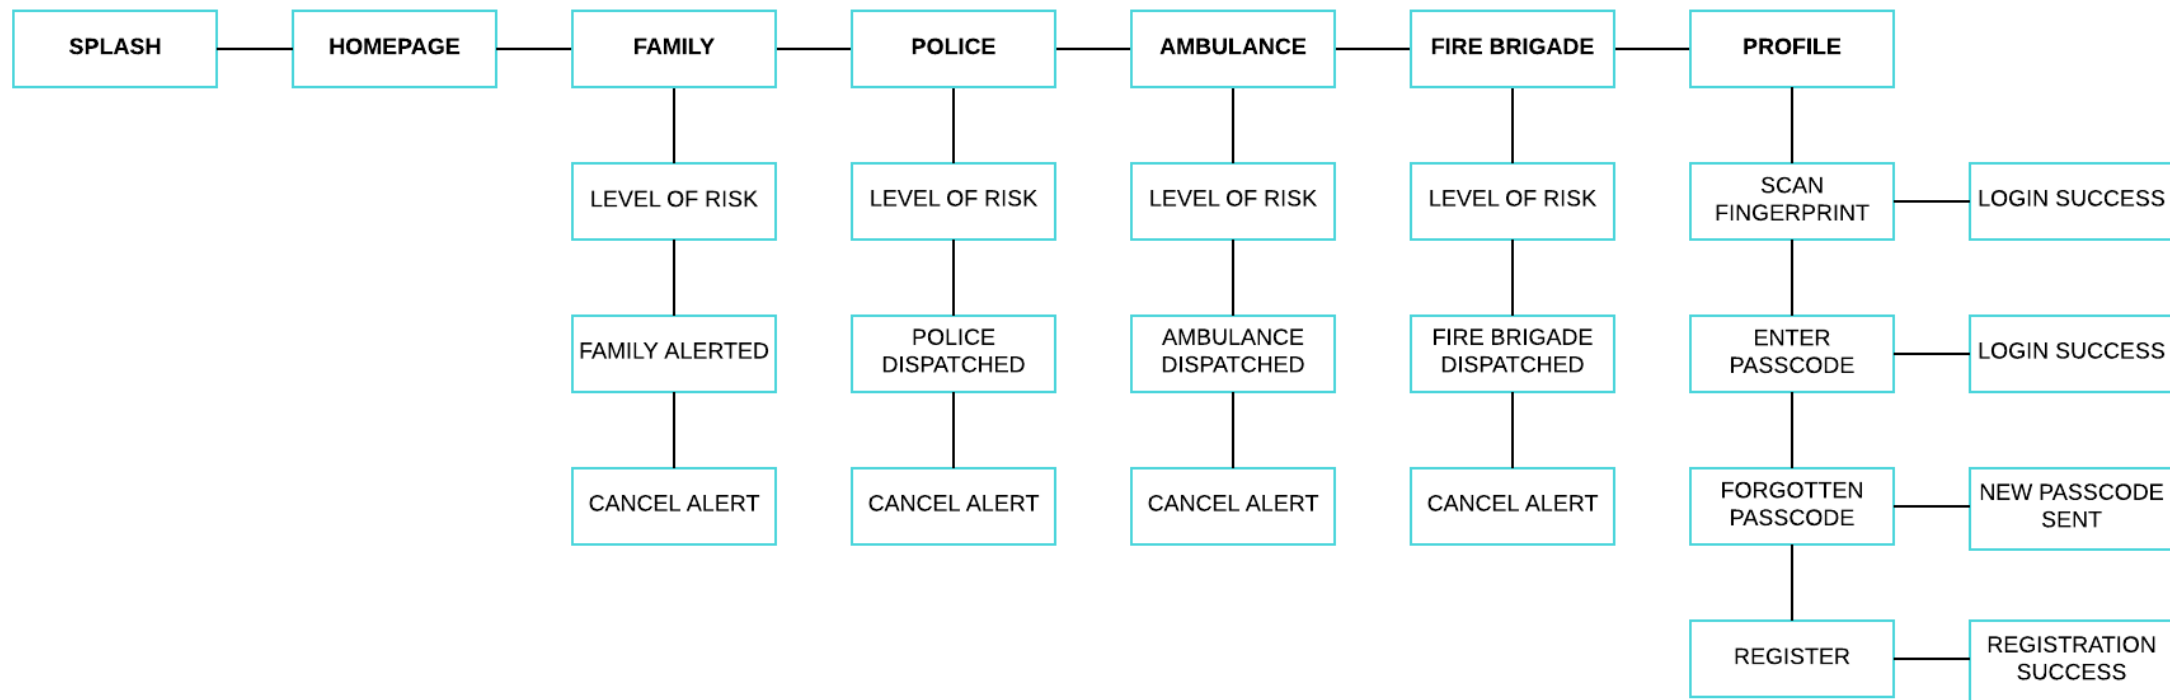 SPLASH
HOMEPAGE
FAMILY
POLICE
AMBULANCE
FIRE BRIGADE
PROFILE
LEVEL OF RISK
LEVEL OF RISK
LEVEL OF RISK
LEVEL OF RISK
SCAN
FINGERPRINT
LOGIN SUCCESS
FAMILY ALERTED
POLICE
DISPATCHED
AMBULANCE
DISPATCHED
FIRE BRIGADE
DISPATCHED
ENTER
PASSCODE
LOGIN SUCCESS
CANCEL ALERT
CANCEL ALERT
CANCEL ALERT
CANCEL ALERT
FORGOTTEN
PASSCODE
NEW PASSCODE
SENT
REGISTER
REGISTRATION
SUCCESS